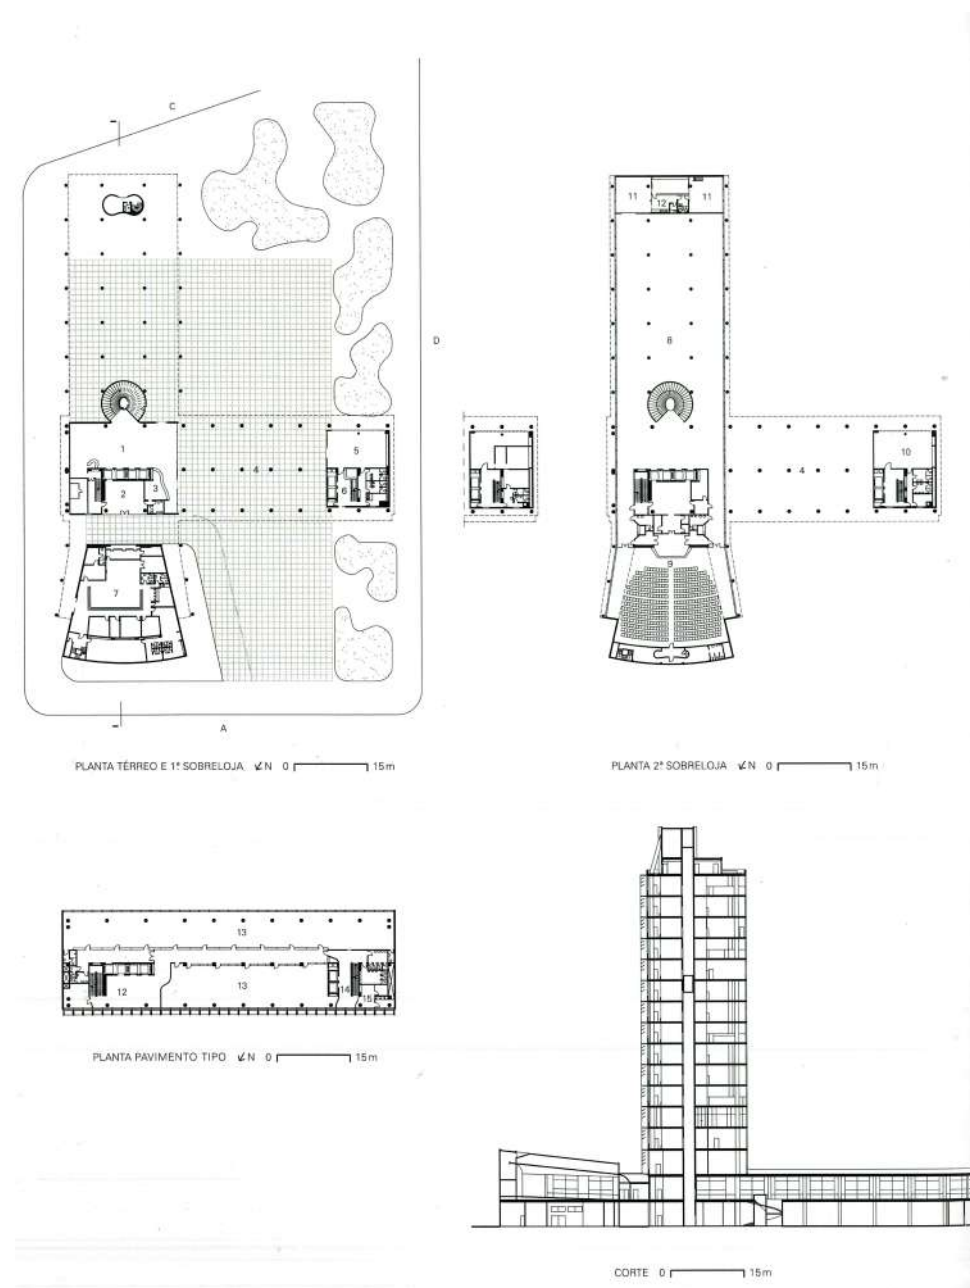 C
11
12
11
8
D
1
2
3
4
5
6
4
10
7
9
A
PLANTA TÉRREO E 1ª SOBRELOJA N 0 15m
PLANTA 2ª SOBRELOJA N 0 15m
13
13
12
14
15
PLANTA PAVIMENTO TIPO N 0 15m
CORTE 0 15m